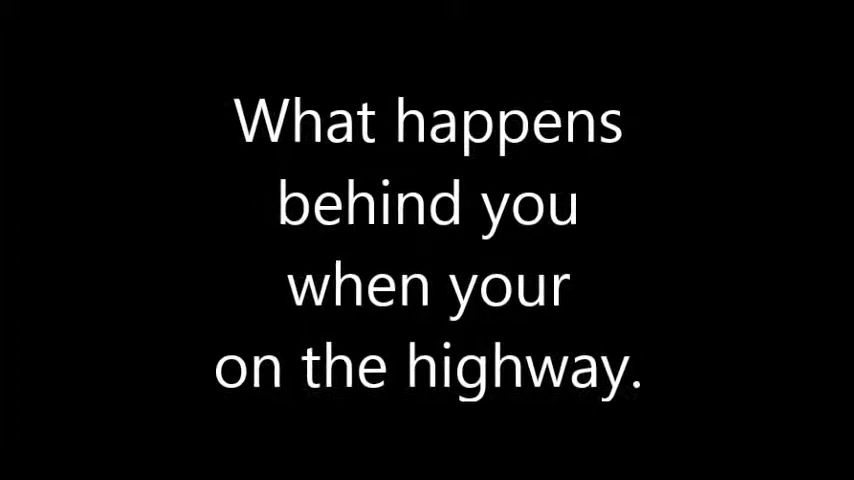 What happens
behind you
when your
on the highway.